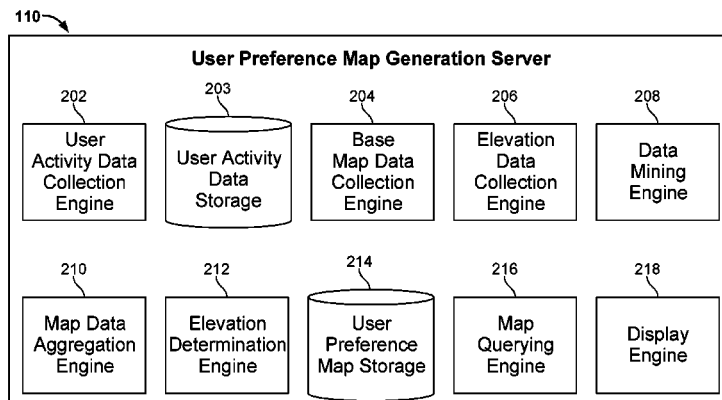 110
User Preference Map Generation Server
202
203
204
206
208
User
Activity Data
Collection
Engine
User Activity
Data
Storage
Base
Map Data
Collection
Engine
Elevation
Data
Collection
Engine
Data
Mining
Engine
210
212
214
216
218
Map Data
Aggregation
Engine
Elevation
Determination
Engine
User
Preference
Map Storage
Map
Querying
Engine
Display
Engine